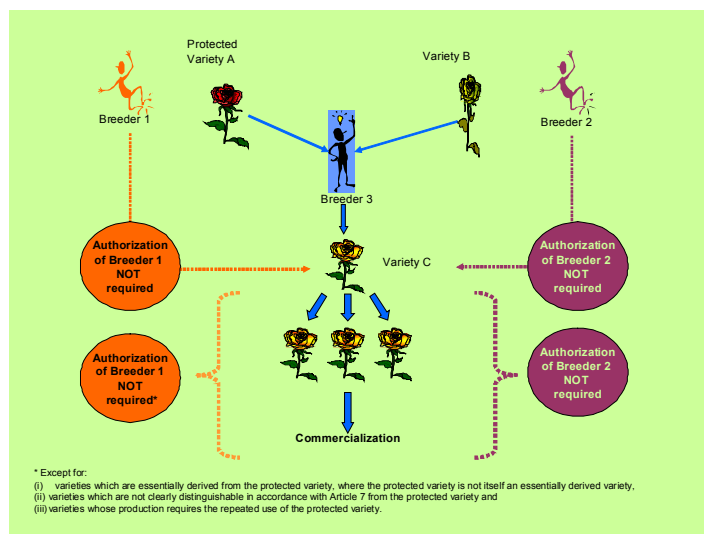 Protected
Variety A
Variety B
Breeder 1
Breeder 2
Breeder 3
Authorization
of Breeder 1
NOT
required
Variety C
Authorization
of Breeder 2
NOT
required
Authorization
of Breeder 1
NOT
required*
Authorization
of Breeder 2
NOT
required
Commercialization
* Except for:
(i) varieties which are essentially derived from the protected variety, where the protected variety is not itself an essentially derived variety,
(ii) varieties which are not clearly distinguishable in accordance with Article 7 from the protected variety and
(iii) varieties whose production requires the repeated use of the protected variety.